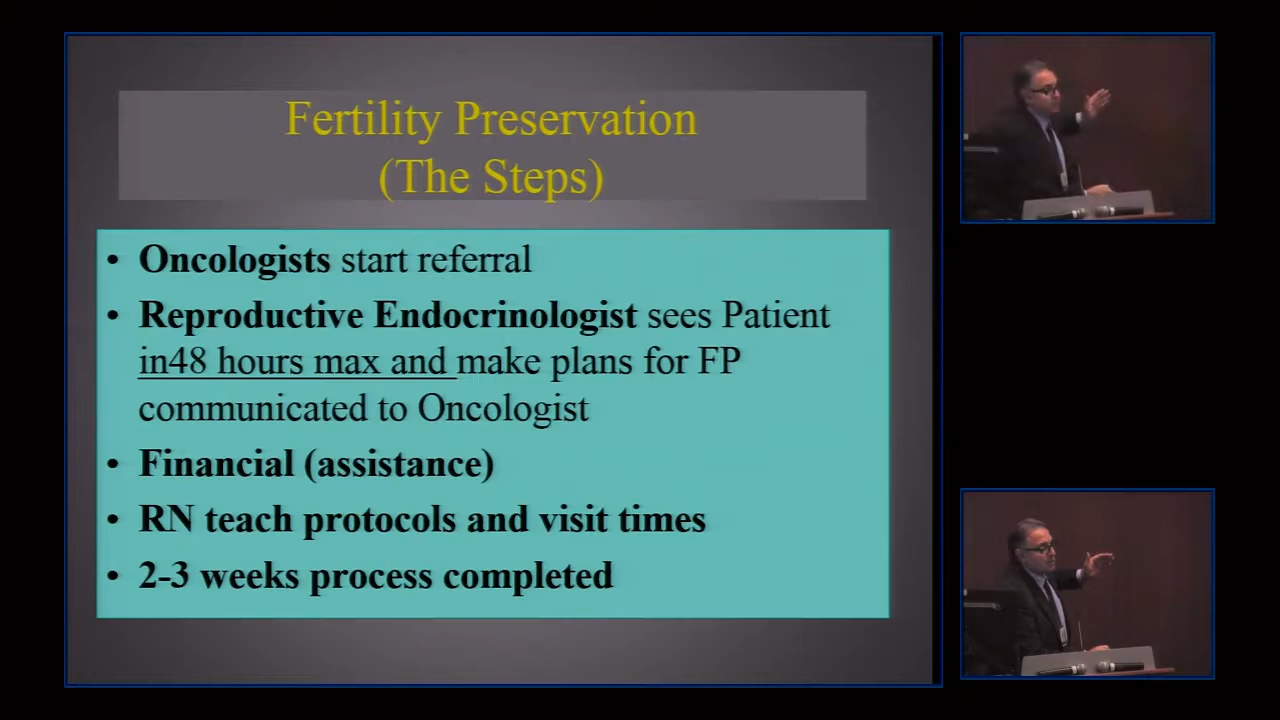 Fertility Preservation
(The Steps)
• Oncologists start referral
• Reproductive Endocrinologist sees Patient
in48 hours max and make plans for FP
communicated to Oncologist
• Financial (assistance)
• RN teach protocols and visit times
• 2-3 weeks process completed